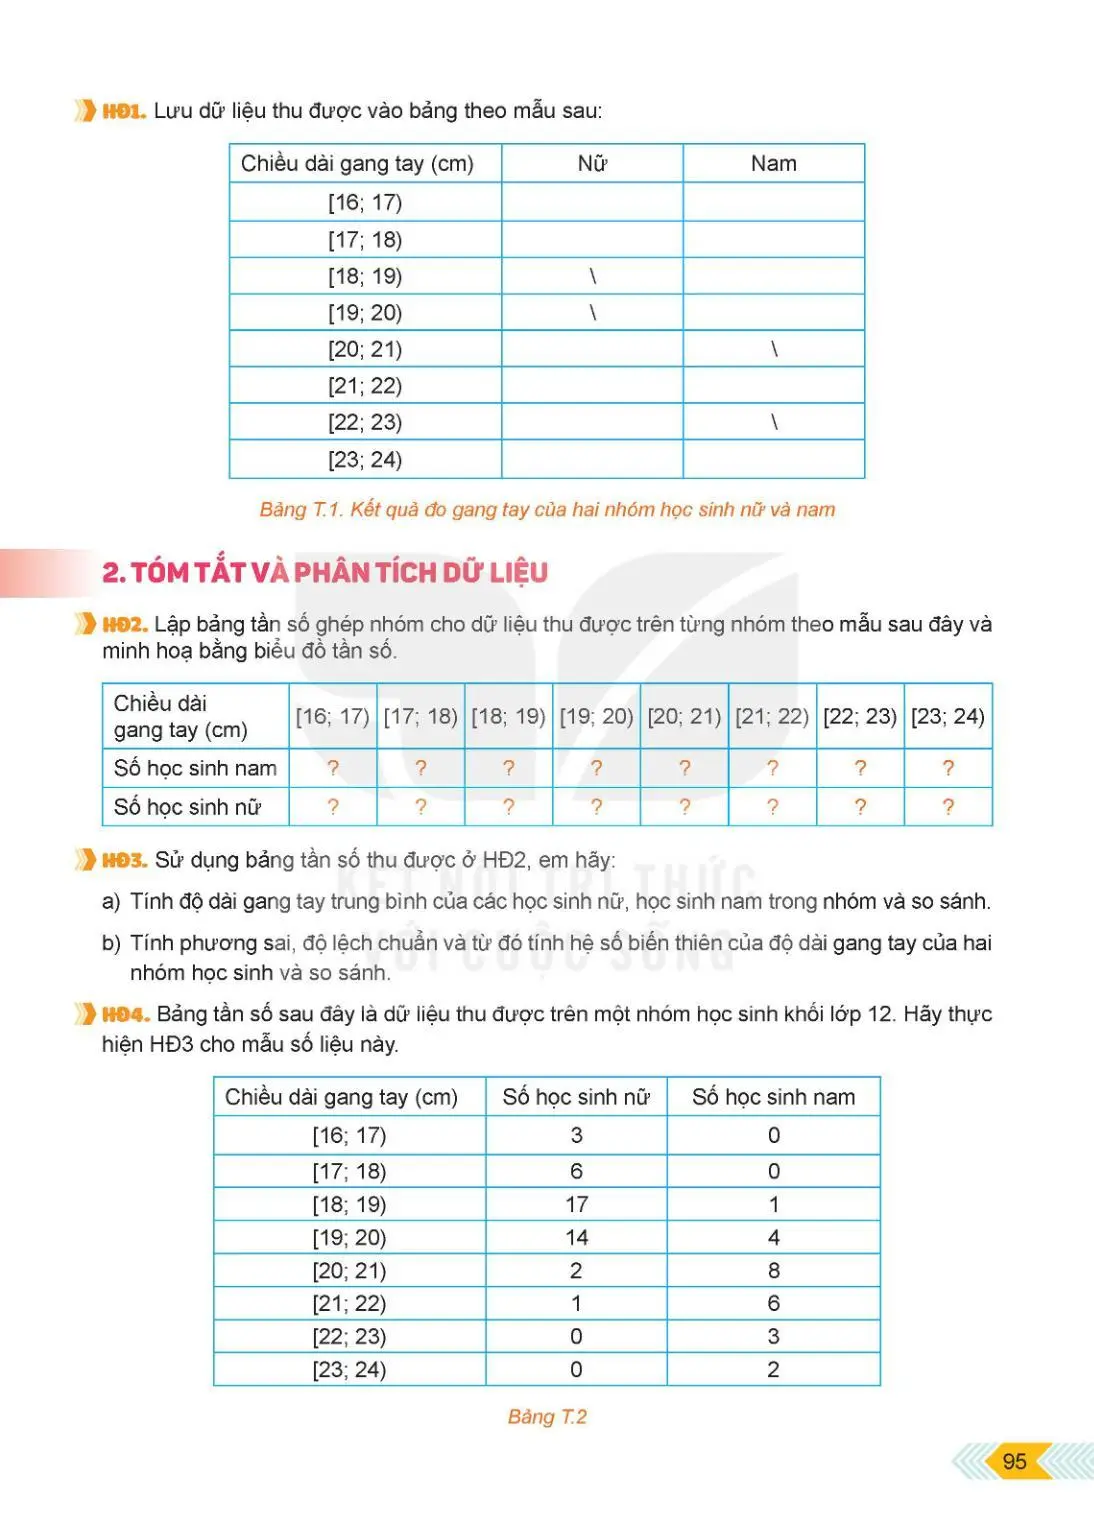 HĐ1. Lưu dữ liệu thu được vào bảng theo mẫu sau:
Chiều dài gang tay (cm) Nữ Nam
[16; 17)
[17; 18)
[18; 19) \
[19; 20) \
[20; 21) \
[21; 22)
[22; 23) \
[23; 24)
Bảng T.1. Kết quả đo gang tay của hai nhóm học sinh nữ và nam
2. TÓM TẮT VÀ PHÂN TÍCH DỮ LIỆU
HĐ2. Lập bảng tần số ghép nhóm cho dữ liệu thu được trên từng nhóm theo mẫu sau đây và
minh hoạ bằng biểu đồ tần số.
Chiều dài
gang tay (cm) [16; 17) [17; 18) [18; 19) [19; 20) [20; 21) [21; 22) [22; 23) [23; 24)
Số học sinh nam ? ? ? ? ? ? ? ?
Số học sinh nữ ? ? ? ? ? ? ? ?
HĐ3. Sử dụng bảng tần số thu được ở HĐ2, em hãy:
KẾT NỐI TRI THỨC
a) Tính độ dài gang tay trung bình của các học sinh nữ, học sinh nam trong nhóm và so sánh.
b) Tính phương sai, độ lệch chuẩn và từ đó tính hệ số biến thiên của độ dài gang tay của hai
VỚI CUỘC SỐNG
nhóm học sinh và so sánh.
HĐ4. Bảng tần số sau đây là dữ liệu thu được trên một nhóm học sinh khối lớp 12. Hãy thực
hiện HĐ3 cho mẫu số liệu này.
Chiều dài gang tay (cm) Số học sinh nữ Số học sinh nam
[16; 17) 3 0
[17; 18) 6 0
[18; 19) 17 1
[19; 20) 14 4
[20; 21) 2 8
[21; 22) 1 6
[22; 23) 0 3
[23; 24) 0 2
Bảng T.2
95